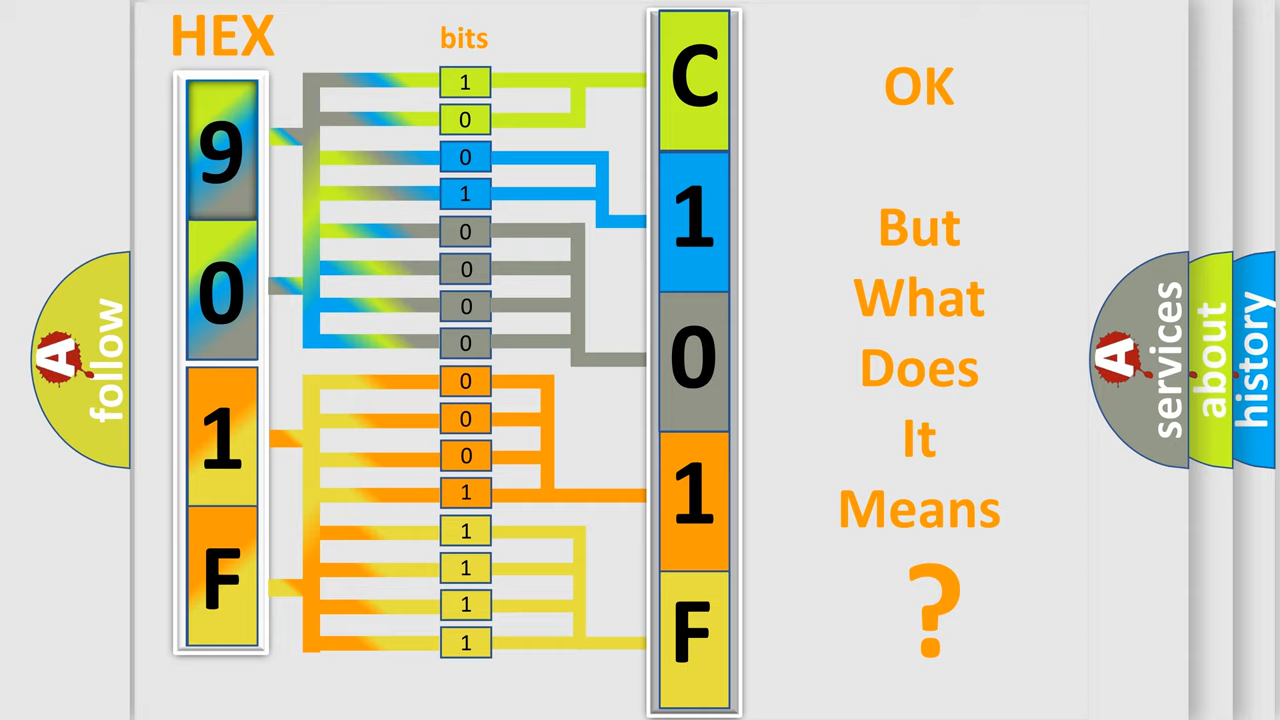 HEX
bits
9
0
1
F
1
0
0
1
0
0
0
0
0
0
0
1
1
1
1
1
C
1
0
1
F
OK
But
What
Does
It
Means
?
A
follow
A
services
about
history